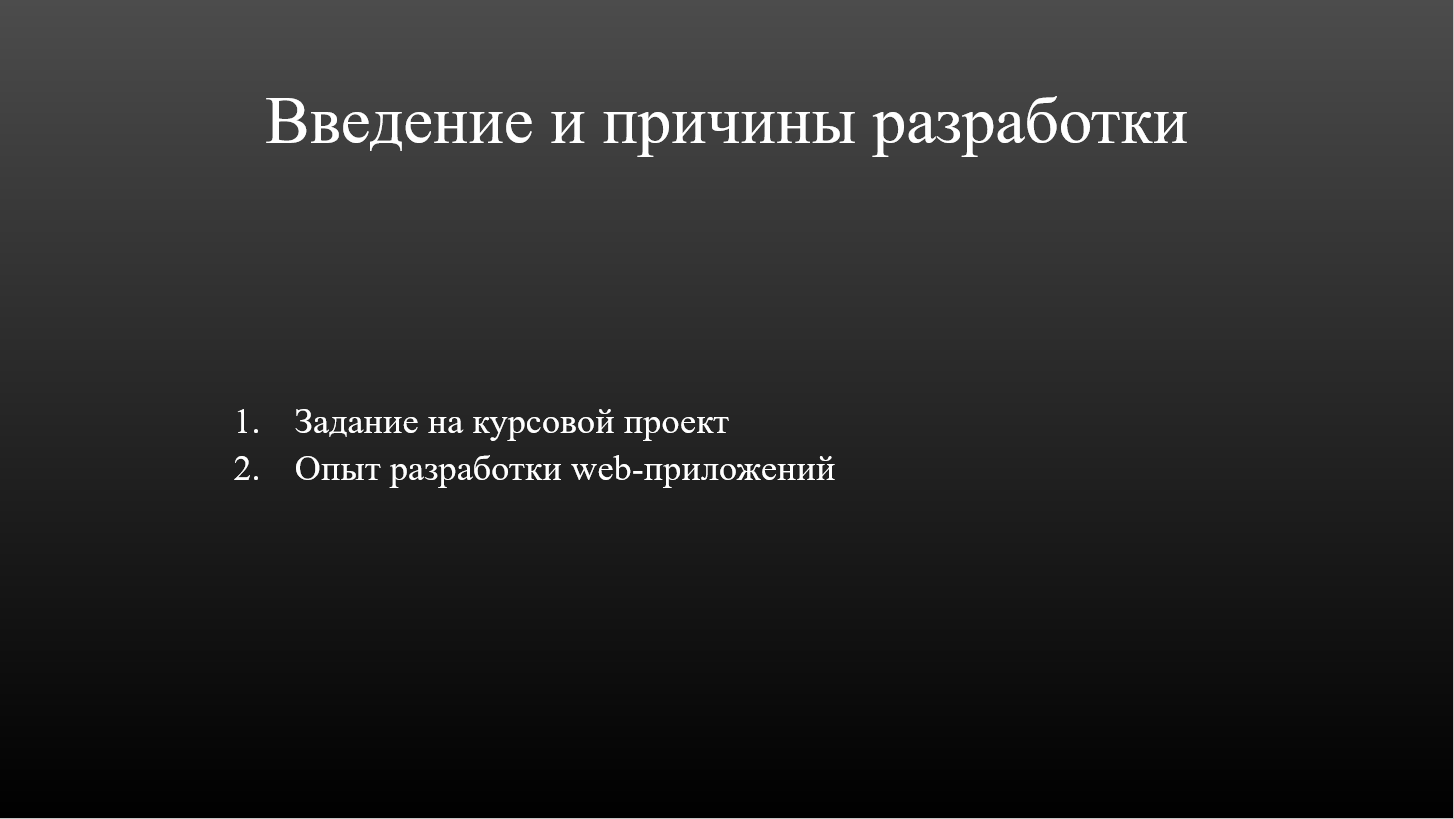 Введение и причины разработки
1. Задание на курсовой проект
2. Опыт разработки web-приложений